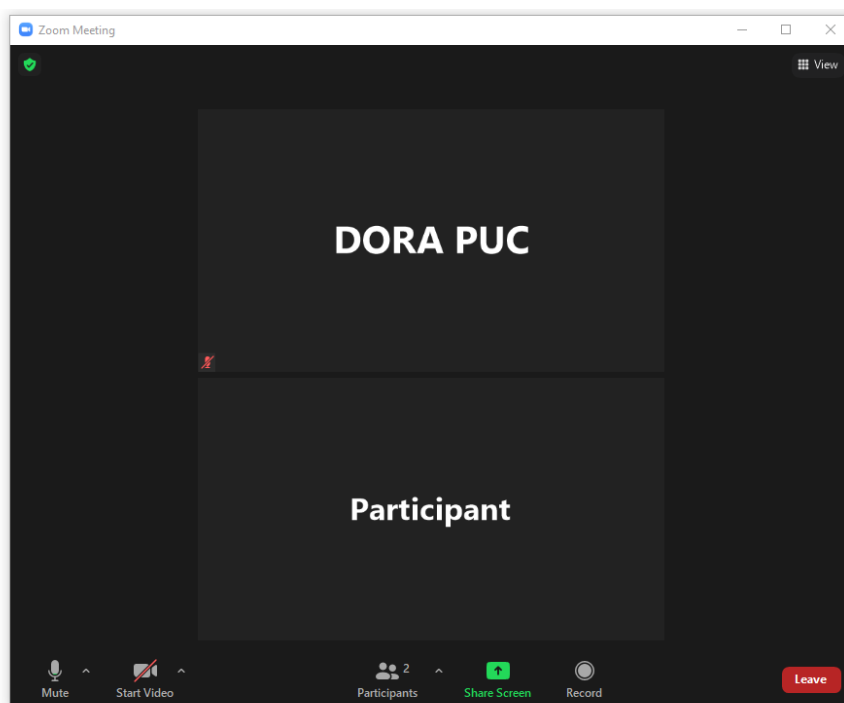 Zoom Meeting
View
DORA PUC
Participant
Mute
Start Video
2
Participants
Share Screen
Record
Leave